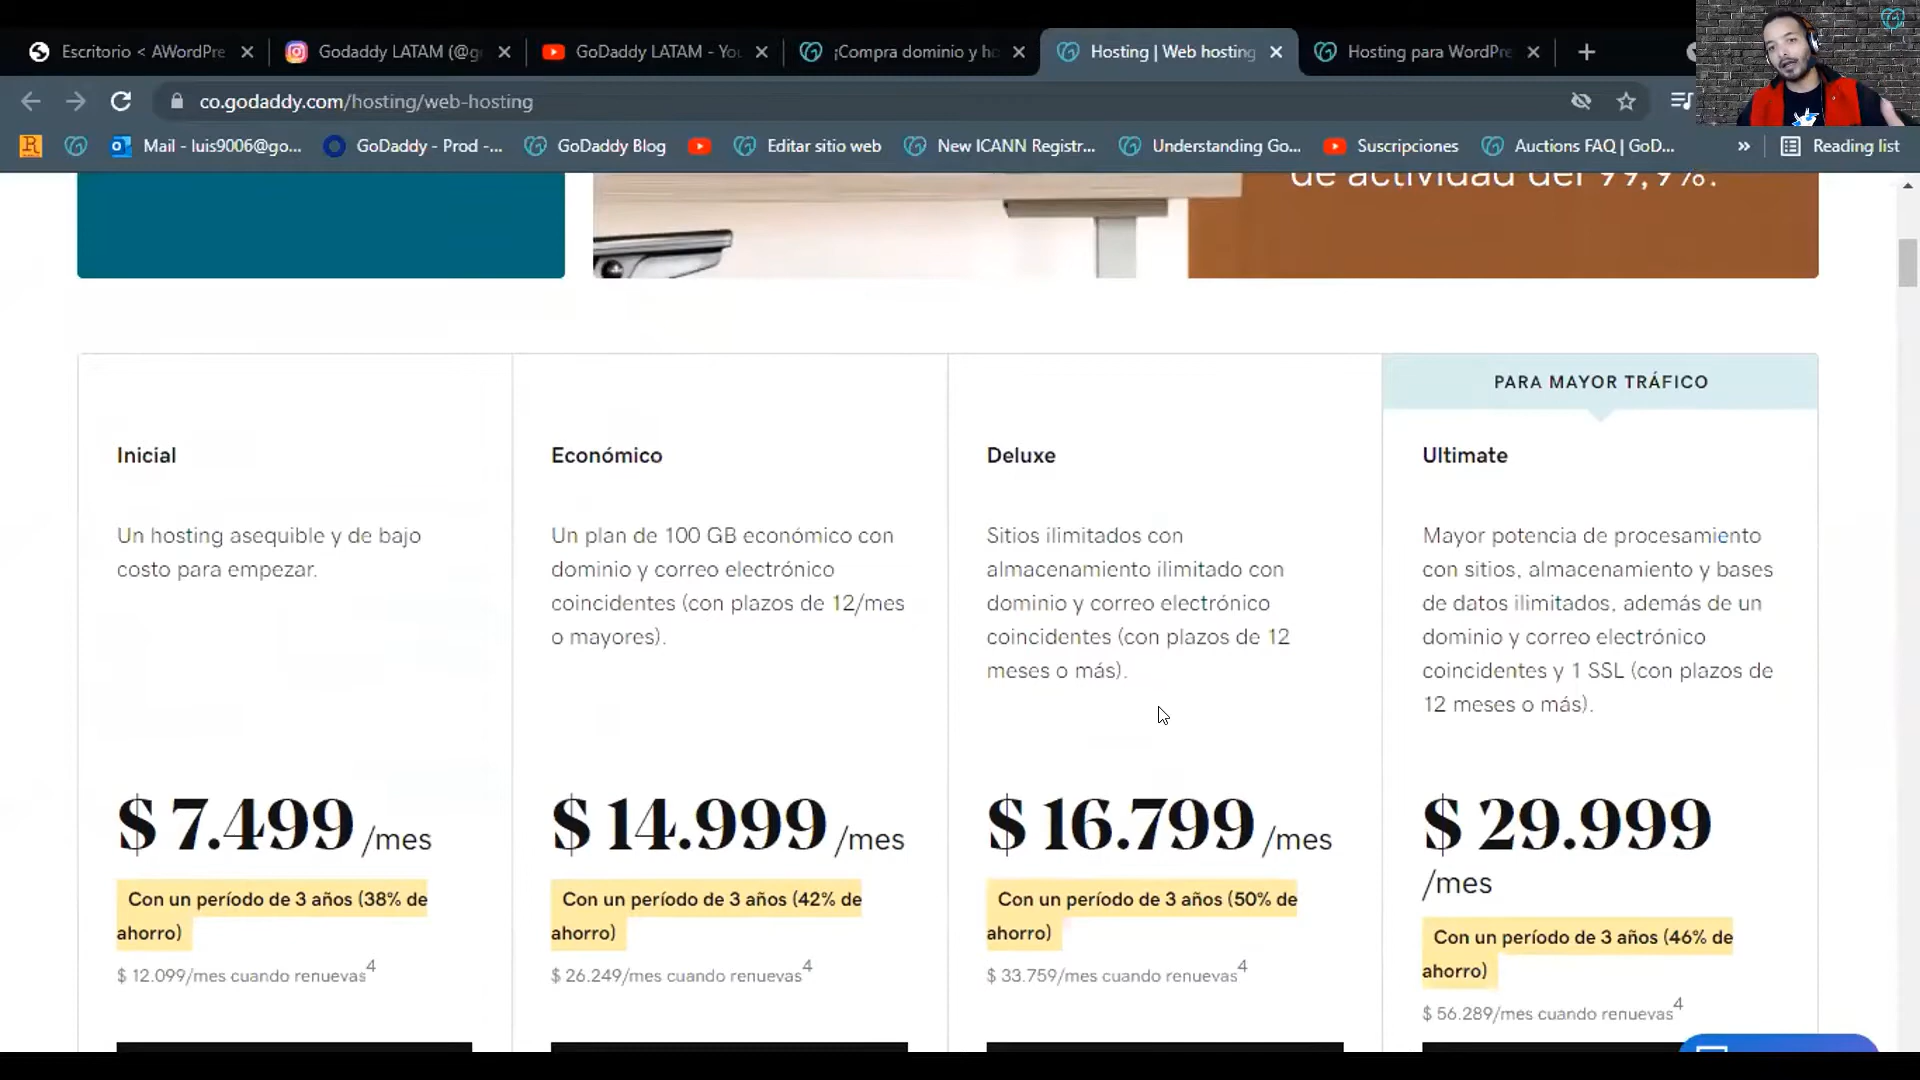 Escritorio < AWordPre
Godaddy LATAM (@g
GoDaddy LATAM - You
¡Compra dominio y ho
Hosting | Web hosting
Hosting para WordPre
co.godaddy.com/hosting/web-hosting
Mail - luis9006@go...
GoDaddy - Prod -...
GoDaddy Blog
Editar sitio web
New ICANN Registr...
Understanding Go...
Suscripciones
Auctions FAQ | GoD...
»
Reading list
de actividad del 99,9%.
PARA MAYOR TRÁFICO
Inicial
Un hosting asequible y de bajo
costo para empezar.
$ 7.499 /mes
Con un período de 3 años (38% de
ahorro)
$ 12.099/mes cuando renuevas4
Económico
Un plan de 100 GB económico con
dominio y correo electrónico
coincidentes (con plazos de 12/mes
o mayores).
$ 14.999 /mes
Con un período de 3 años (42% de
ahorro)
$ 26.249/mes cuando renuevas4
Deluxe
Sitios ilimitados con
almacenamiento ilimitado con
dominio y correo electrónico
coincidentes (con plazos de 12
meses o más).
$ 16.799 /mes
Con un período de 3 años (50% de
ahorro)
$ 33.759/mes cuando renuevas4
Ultimate
Mayor potencia de procesamiento
con sitios, almacenamiento y bases
de datos ilimitados, además de un
dominio y correo electrónico
coincidentes y 1 SSL (con plazos de
12 meses o más).
$ 29.999
/mes
Con un período de 3 años (46% de
ahorro)
$ 56.289/mes cuando renuevas4